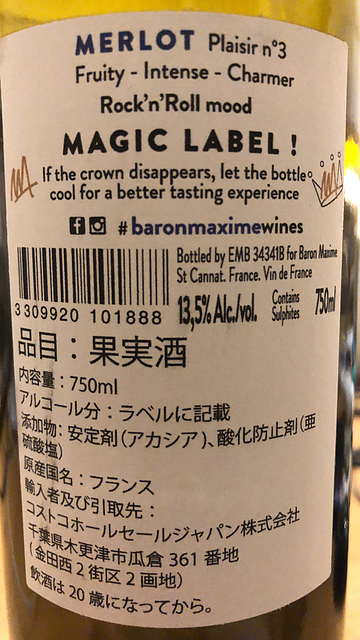 MERLOT Plaisir n°3
Fruity - Intense - Charmer
Rock'n'Roll mood
MAGIC LABEL !
If the crown disappears, let the bottle
cool for a better tasting experience
#baronmaximewines
Bottled by EMB 34341B for Baron Maxime
St Cannat. France. Vin de France
13,5% Alc./vol. Contains Sulphites 750ml
3 309920 101888
品目：果実酒
内容量：750ml
アルコール分：ラベルに記載
添加物：安定剤（アカシア）、酸化防止剤（亜
硫酸塩）
原産国名：フランス
輸入者及び引取先：
コストコホールセールジャパン株式会社
千葉県木更津市瓜倉 361 番地
（金田西 2 街区 2 画地）
飲酒は 20 歳になってから。